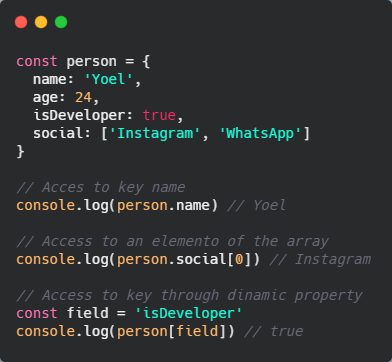 const person = {
  name: 'Yoel',
  age: 24,
  isDeveloper: true,
  social: ['Instagram', 'WhatsApp']
}
// Acces to key name
console.log(person.name) // Yoel
// Access to an elemento of the array
console.log(person.social[0]) // Instagram
// Access to key through dinamic property
const field = 'isDeveloper'
console.log(person[field]) // true